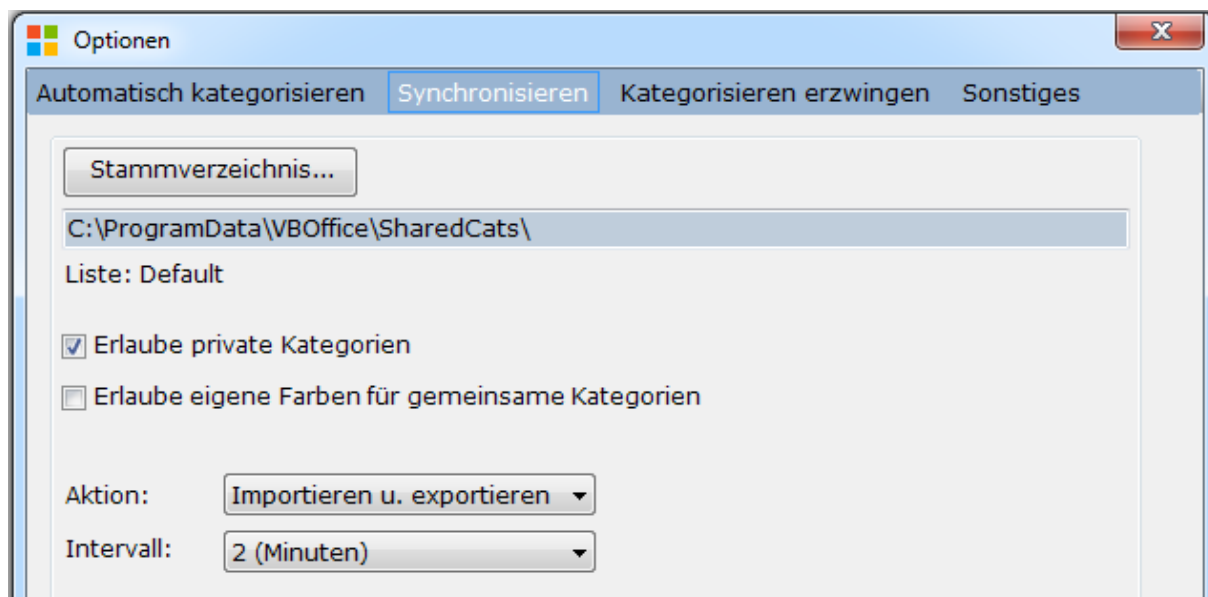 Optionen
Automatisch kategorisieren Synchronisieren Kategorisieren erzwingen Sonstiges
Stammverzeichnis...
C:\ProgramData\VBOffice\SharedCats\
Liste: Default
Erlaube private Kategorien
Erlaube eigene Farben für gemeinsame Kategorien
Aktion: Importieren u. exportieren
Intervall: 2 (Minuten)